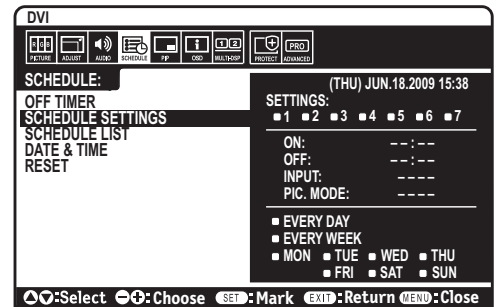 DVI
RGB
PICTURE ADJUST AUDIO SCHEDULE PIP OSD MULTI-DSP PROTECT ADVANCED
1 2 PRO
SCHEDULE:
OFF TIMER
SCHEDULE SETTINGS
SCHEDULE LIST
DATE & TIME
RESET
(THU) JUN.18.2009 15:38
SETTINGS:
1 2 3 4 5 6 7
ON: --:--
OFF: --:--
INPUT: ----
PIC. MODE: ----
EVERY DAY
EVERY WEEK
MON TUE WED THU
FRI SAT SUN
:Select :Choose SET :Mark EXIT :Return MENU :Close